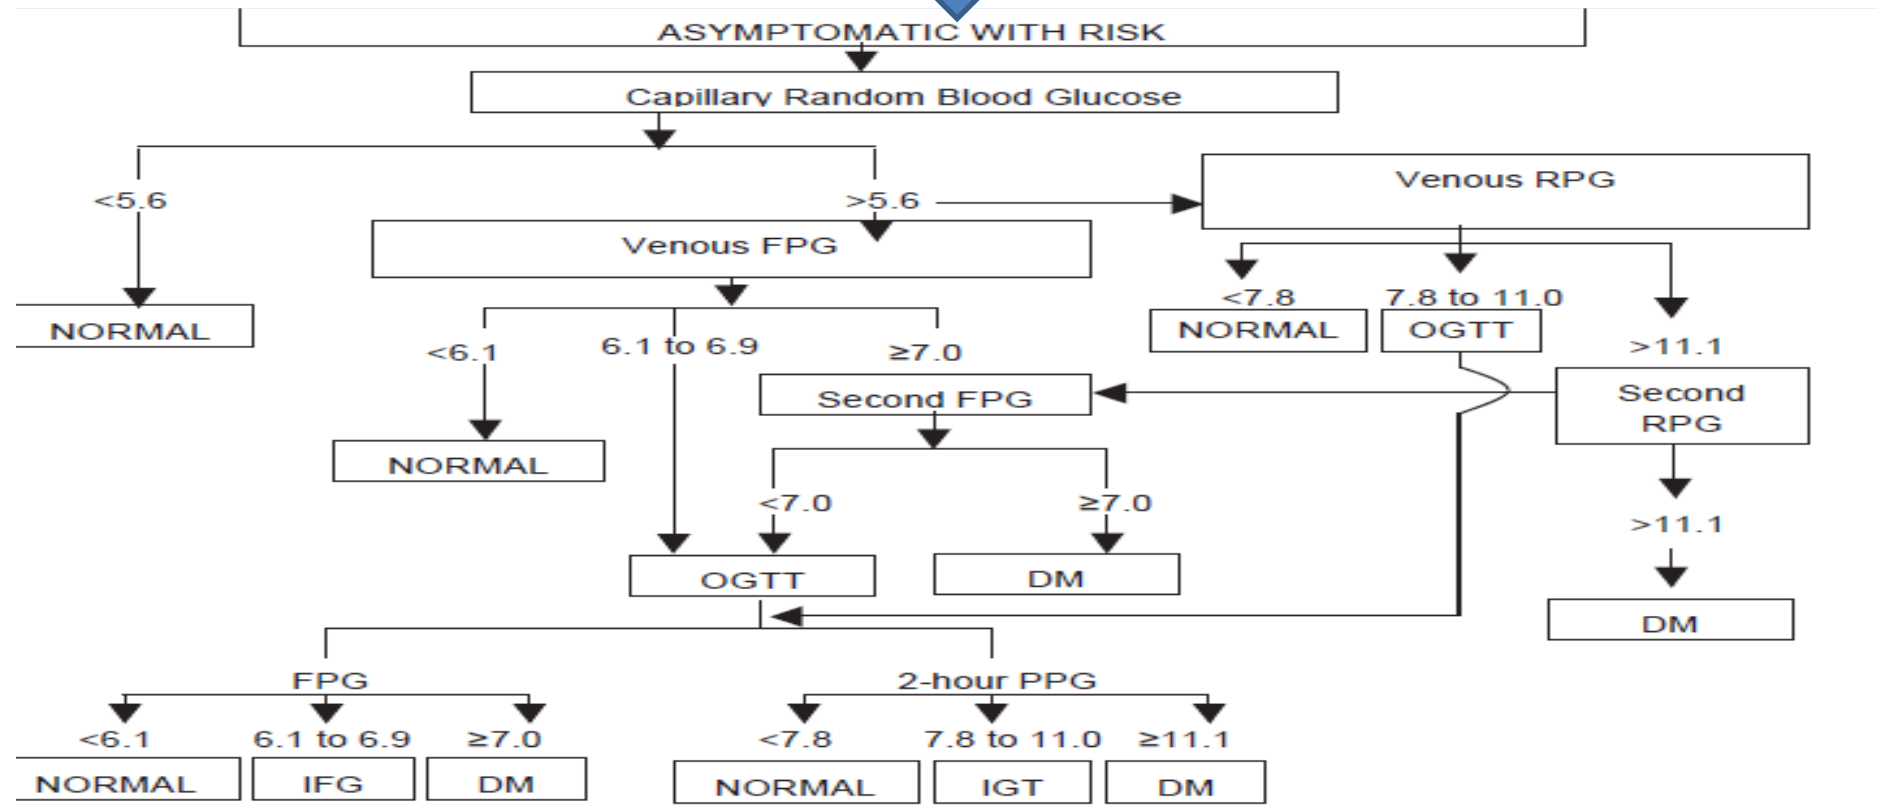 ASYMPTOMATIC WITH RISK
Capillary Random Blood Glucose
<5.6
>5.6
Venous RPG
Venous FPG
<7.8
7.8 to 11.0
>11.1
NORMAL
NORMAL
OGTT
<6.1
6.1 to 6.9
≥7.0
Second FPG
Second
RPG
NORMAL
<7.0
≥7.0
>11.1
OGTT
DM
DM
FPG
2-hour PPG
<6.1
6.1 to 6.9
≥7.0
<7.8
7.8 to 11.0
≥11.1
NORMAL
IFG
DM
NORMAL
IGT
DM